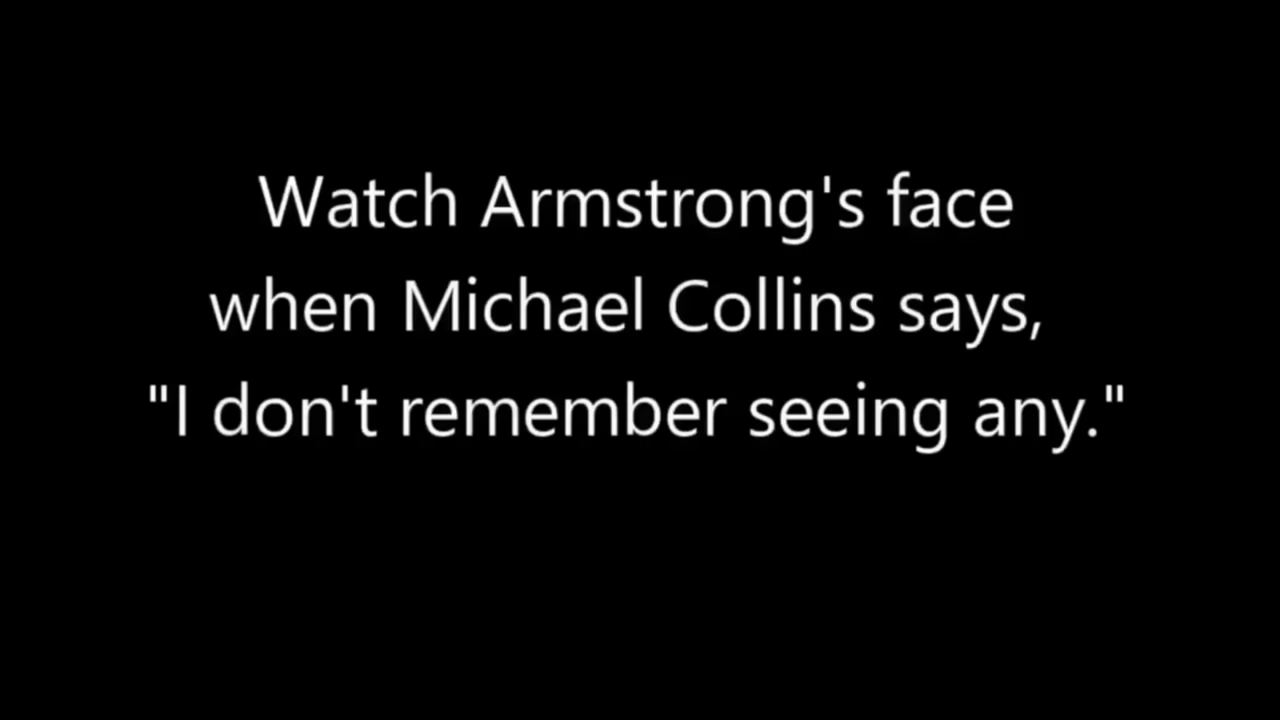 Watch Armstrong's face
when Michael Collins says,
"I don't remember seeing any."